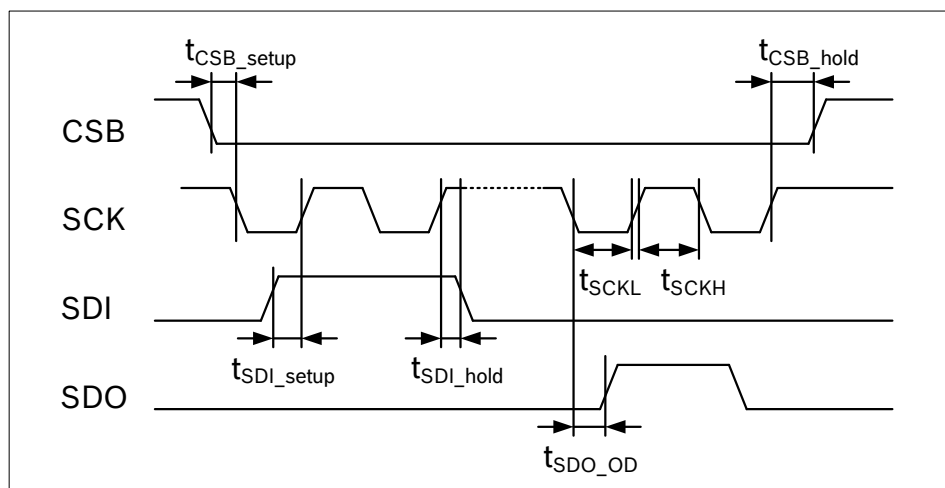 tCSB_setup
tCSB_hold
CSB
SCK
tSCKL
tSCKH
SDI
tSDI_setup
tSDI_hold
SDO
tSDO_OD